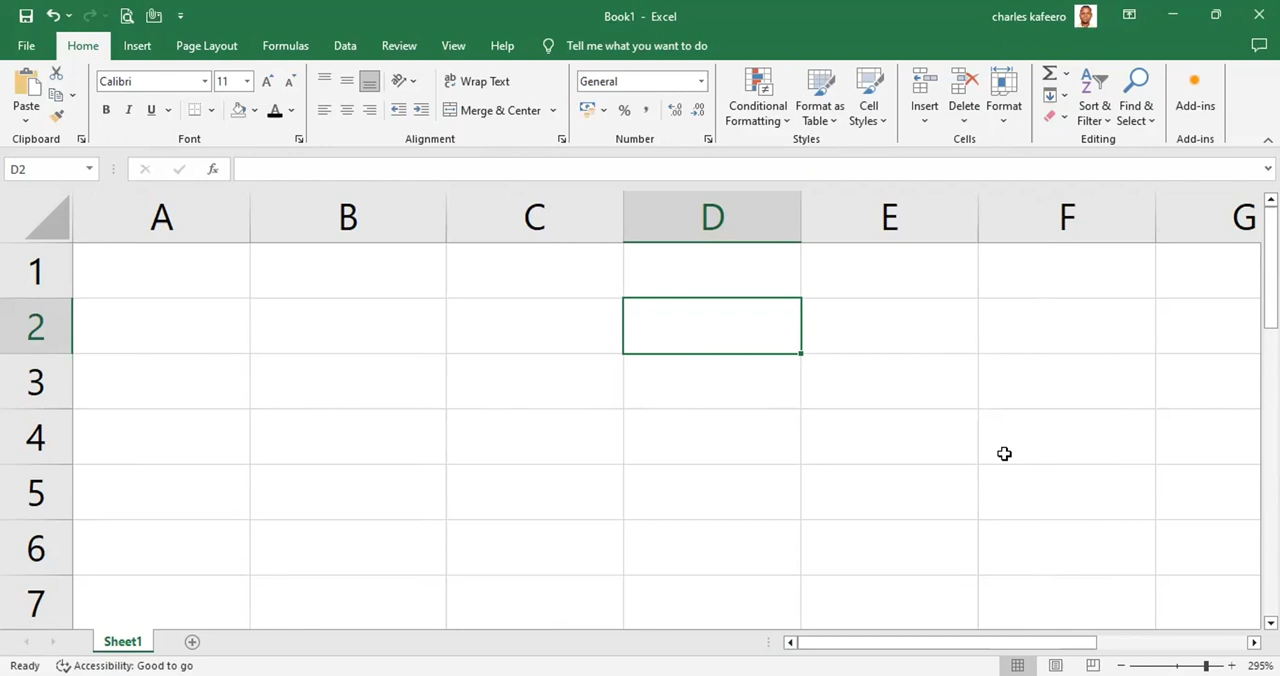 Book1 - Excel
charles kafeero
File Home Insert Page Layout Formulas Data Review View Help Tell me what you want to do
Calibri 11 Wrap Text General
Paste B I U Merge & Center % , Conditional Formatting Format as Table Cell Styles Insert Delete Format Sort & Filter Find & Select Add-ins
Clipboard Font Alignment Number Styles Cells Editing Add-ins
D2 fx
A B C D E F G
1
2
3
4
5
6
7
Sheet1
Ready Accessibility: Good to go 295%